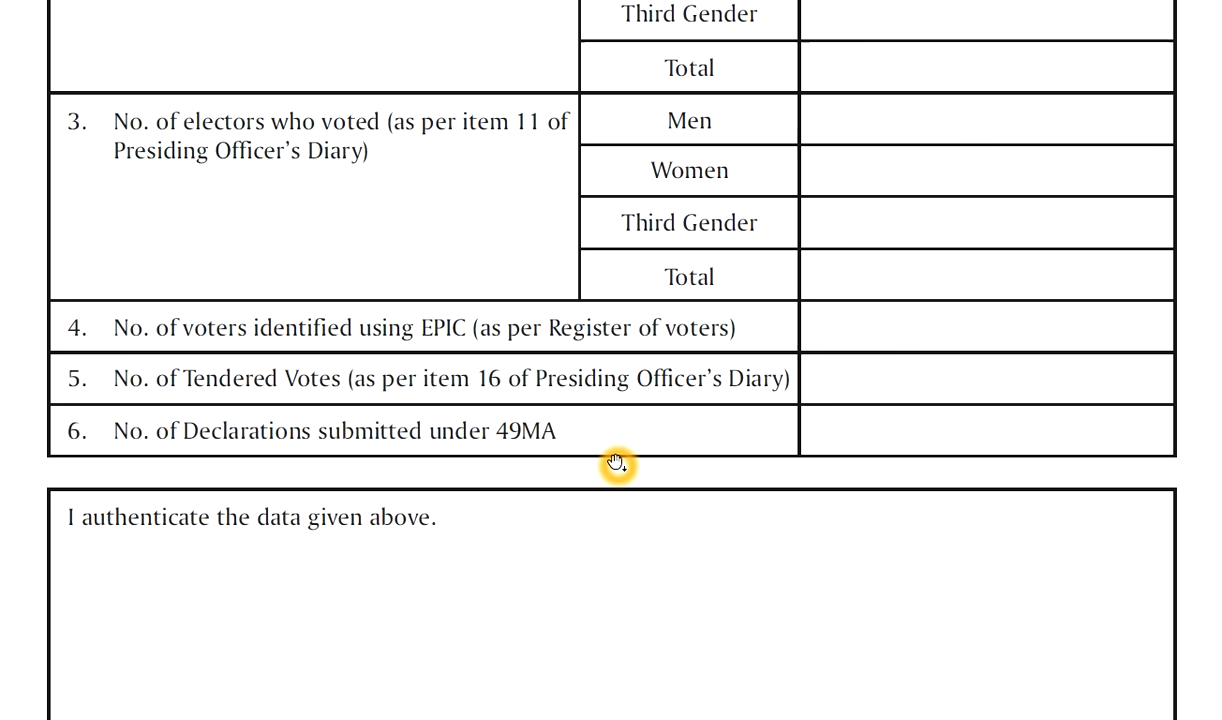 Third Gender
Total
3. No. of electors who voted (as per item 11 of
Presiding Officer’s Diary)
Men
Women
Third Gender
Total
4. No. of voters identified using EPIC (as per Register of voters)
5. No. of Tendered Votes (as per item 16 of Presiding Officer’s Diary)
6. No. of Declarations submitted under 49MA
I authenticate the data given above.